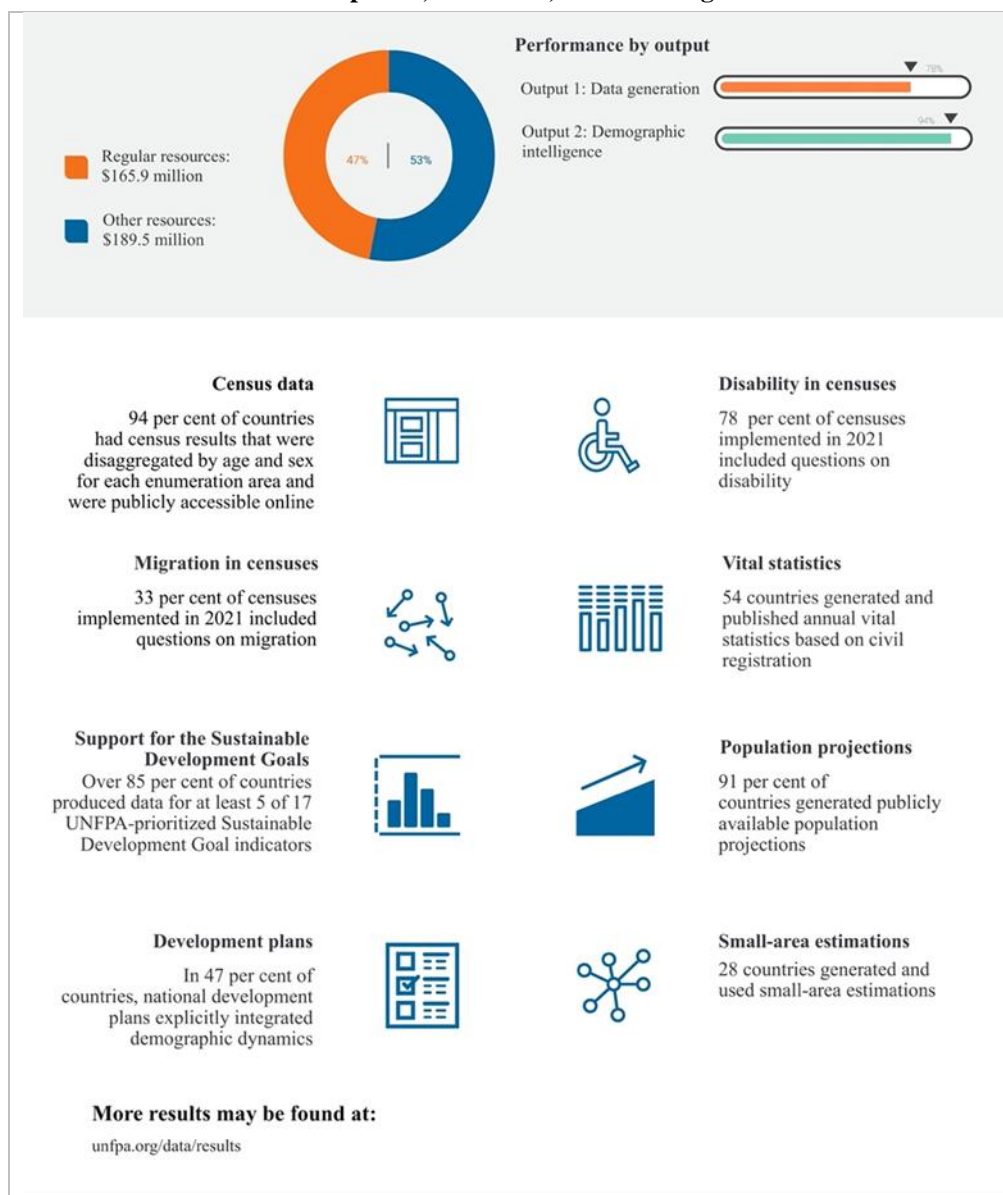 Performance by output
Output 1: Data generation
78%
Output 2: Demographic
intelligence
94%
47%
53%
Regular resources:
$165.9 million
Other resources:
$189.5 million
Census data
94 per cent of countries
had census results that were
disaggregated by age and sex
for each enumeration area and
were publicly accessible online
Disability in censuses
78 per cent of censuses
implemented in 2021
included questions on
disability
Migration in censuses
33 per cent of censuses
implemented in 2021 included
questions on migration
Vital statistics
54 countries generated and
published annual vital
statistics based on civil
registration
Support for the Sustainable
Development Goals
Over 85 per cent of countries
produced data for at least 5 of 17
UNFPA-prioritized Sustainable
Development Goal indicators
Population projections
91 per cent of
countries generated publicly
available population
projections
Development plans
In 47 per cent of
countries, national development
plans explicitly integrated
demographic dynamics
Small-area estimations
28 countries generated and
used small-area estimations
More results may be found at:
unfpa.org/data/results